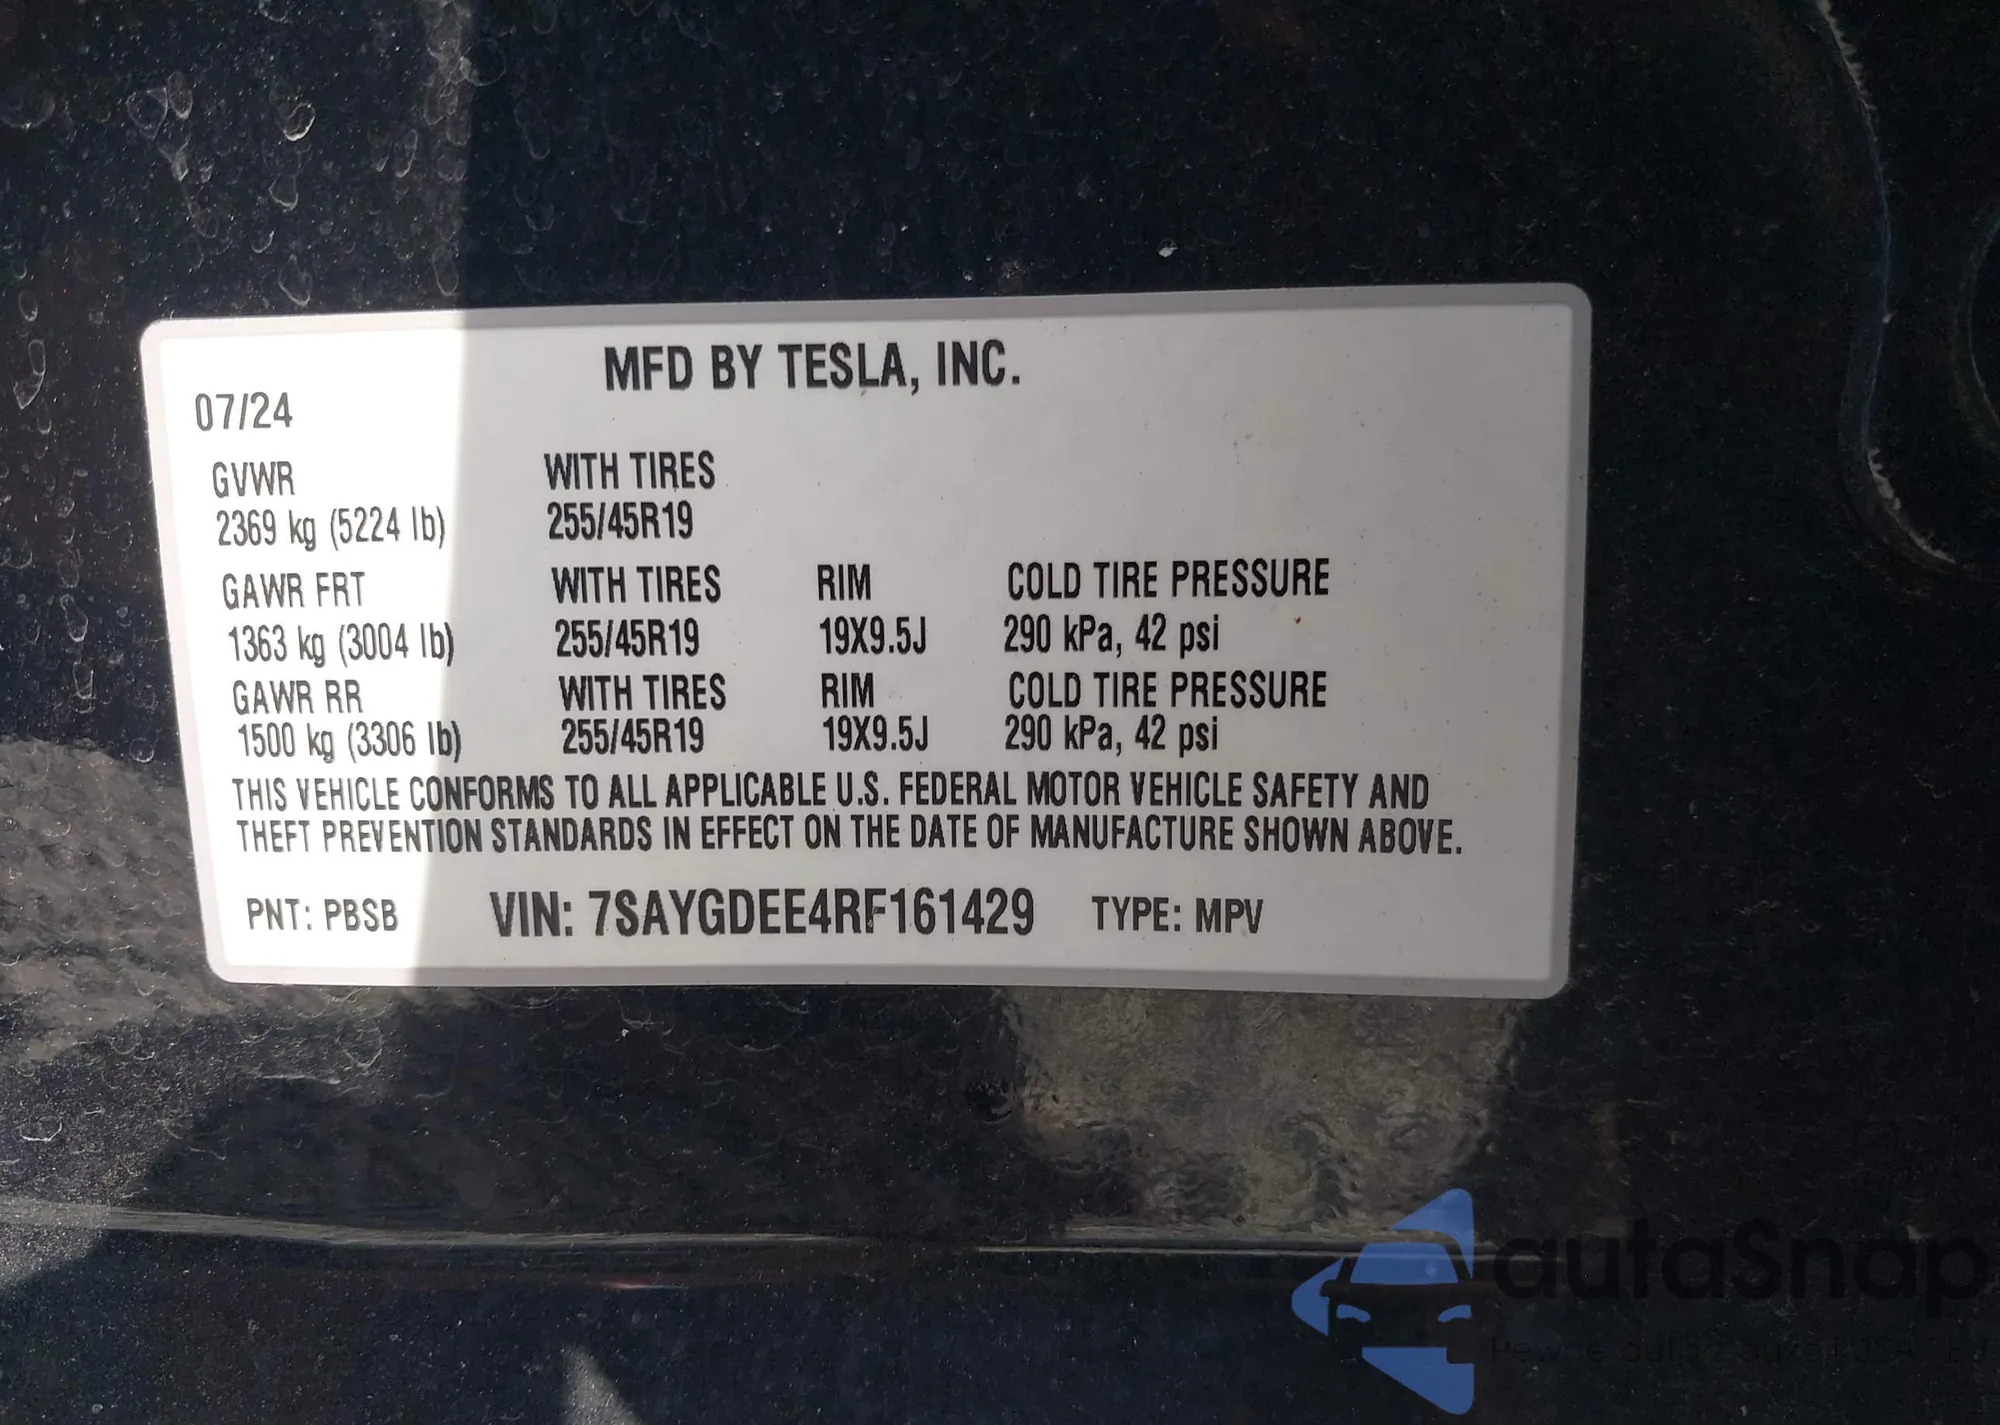 MFD BY TESLA, INC.
07/24
GVWR WITH TIRES
2369 kg (5224 lb) 255/45R19
GAWR FRT WITH TIRES RIM COLD TIRE PRESSURE
1363 kg (3004 lb) 255/45R19 19X9.5J 290 kPa, 42 psi
GAWR RR WITH TIRES RIM COLD TIRE PRESSURE
1500 kg (3306 lb) 255/45R19 19X9.5J 290 kPa, 42 psi
THIS VEHICLE CONFORMS TO ALL APPLICABLE U.S. FEDERAL MOTOR VEHICLE SAFETY AND
THEFT PREVENTION STANDARDS IN EFFECT ON THE DATE OF MANUFACTURE SHOWN ABOVE.
PNT: PBSB VIN: 7SAYGDEE4RF161429 TYPE: MPV
autaSnap